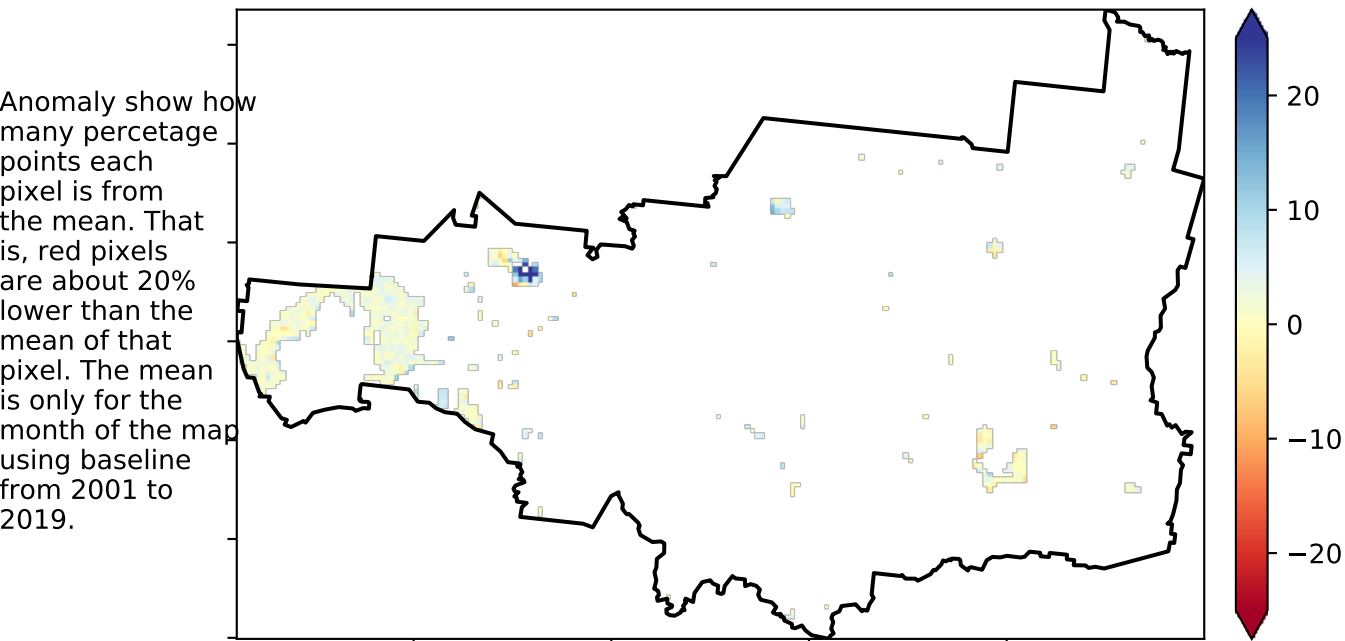 Anomaly show how
many percetage
points each
pixel is from
the mean. That
is, red pixels
are about 20%
lower than the
mean of that
pixel. The mean
is only for the
month of the map
using baseline
from 2001 to
2019.
20
10
0
−10
−20